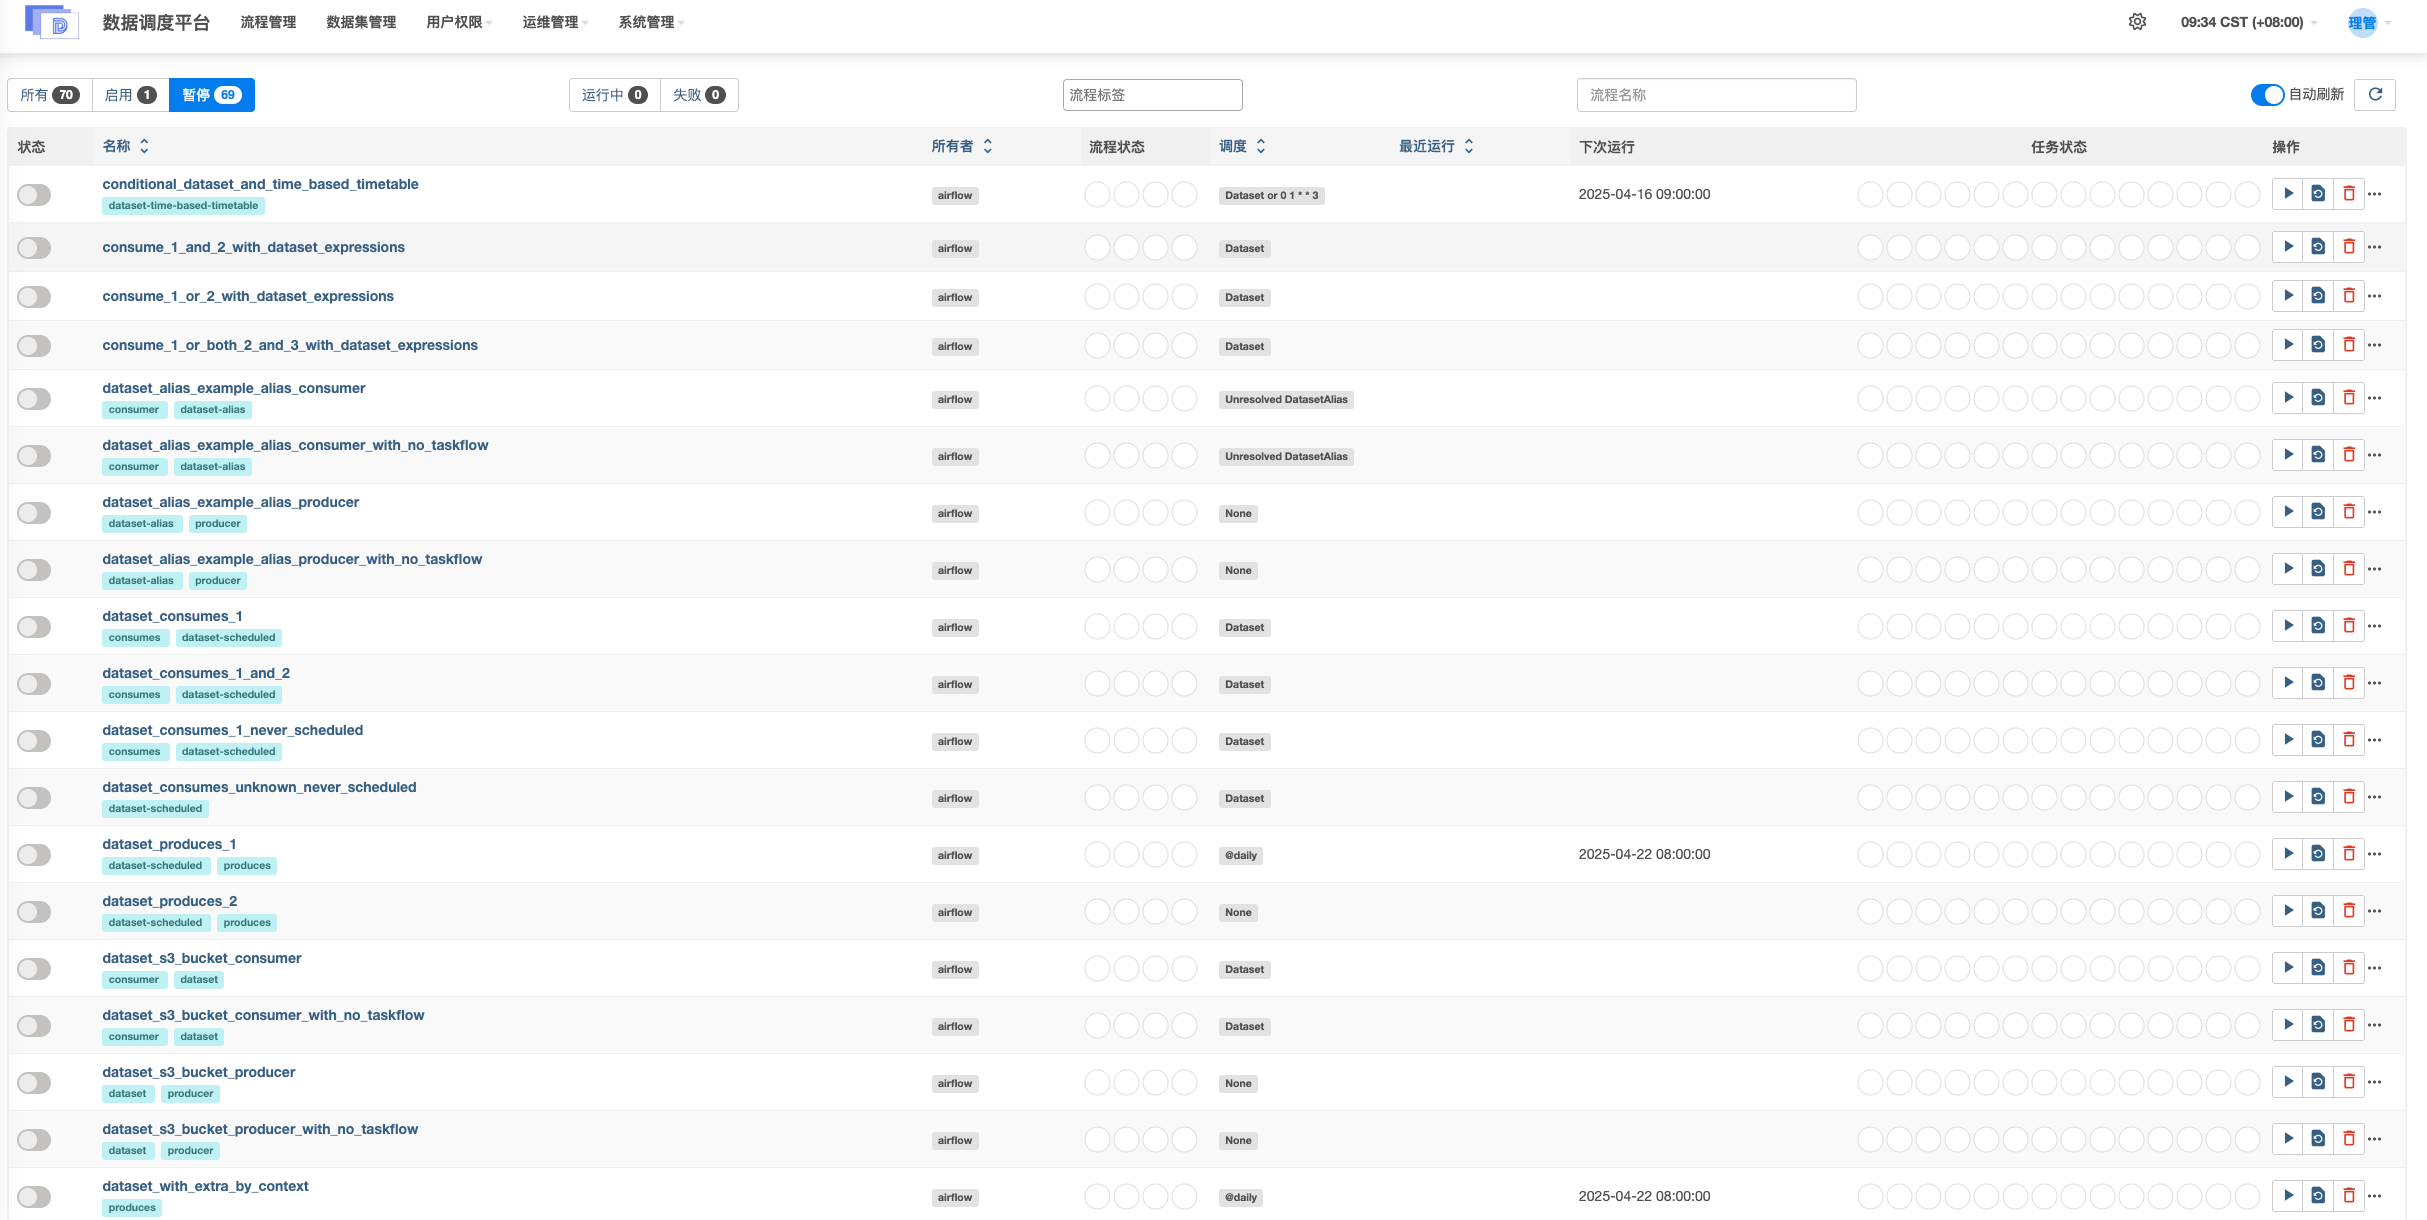 数据调度平台 流程管理 数据集管理 用户权限 运维管理 系统管理 09:34 CST (+08:00) 理管
所有 70 启用 1 暂停 69 运行中 0 失败 0 流程标签 流程名称 自动刷新
状态 名称 所有者 流程状态 调度 最近运行 下次运行 任务状态 操作
conditional_dataset_and_time_based_timetable
dataset-time-based-timetable airflow Dataset or 0 1 * * 3 2025-04-16 09:00:00
consume_1_and_2_with_dataset_expressions airflow Dataset
consume_1_or_2_with_dataset_expressions airflow Dataset
consume_1_or_both_2_and_3_with_dataset_expressions airflow Dataset
dataset_alias_example_alias_consumer
consumer dataset-alias airflow Unresolved DatasetAlias
dataset_alias_example_alias_consumer_with_no_taskflow
consumer dataset-alias airflow Unresolved DatasetAlias
dataset_alias_example_alias_producer
dataset-alias producer airflow None
dataset_alias_example_alias_producer_with_no_taskflow
dataset-alias producer airflow None
dataset_consumes_1
consumes dataset-scheduled airflow Dataset
dataset_consumes_1_and_2
consumes dataset-scheduled airflow Dataset
dataset_consumes_1_never_scheduled
consumes dataset-scheduled airflow Dataset
dataset_consumes_unknown_never_scheduled
dataset-scheduled airflow Dataset
dataset_produces_1
dataset-scheduled produces airflow @daily 2025-04-22 08:00:00
dataset_produces_2
dataset-scheduled produces airflow None
dataset_s3_bucket_consumer
consumer dataset airflow Dataset
dataset_s3_bucket_consumer_with_no_taskflow
consumer dataset airflow Dataset
dataset_s3_bucket_producer
dataset producer airflow None
dataset_s3_bucket_producer_with_no_taskflow
dataset producer airflow None
dataset_with_extra_by_context
produces airflow @daily 2025-04-22 08:00:00